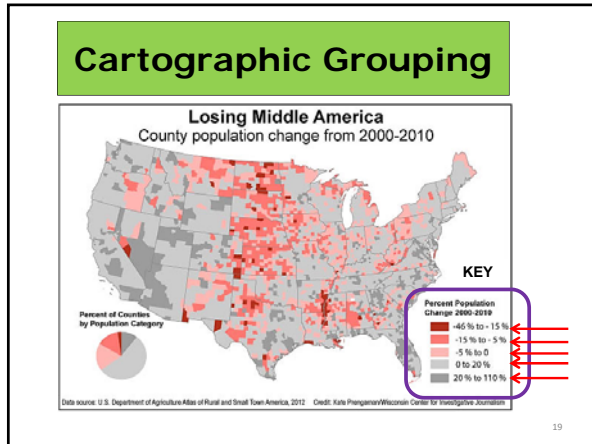 Cartographic Grouping
Losing Middle America
County population change from 2000-2010
KEY
Percent Population
Change 2000-2010
-46 % to - 15 %
-15 % to - 5 %
-5 % to 0
0 to 20 %
20 % to 110 %
Percent of Counties
by Population Category
Data source: U.S. Department of Agriculture Atlas of Rural and Small Town America, 2012 Credit: Kate Prengaman/Wisconsin Center for Investigative Journalism
19